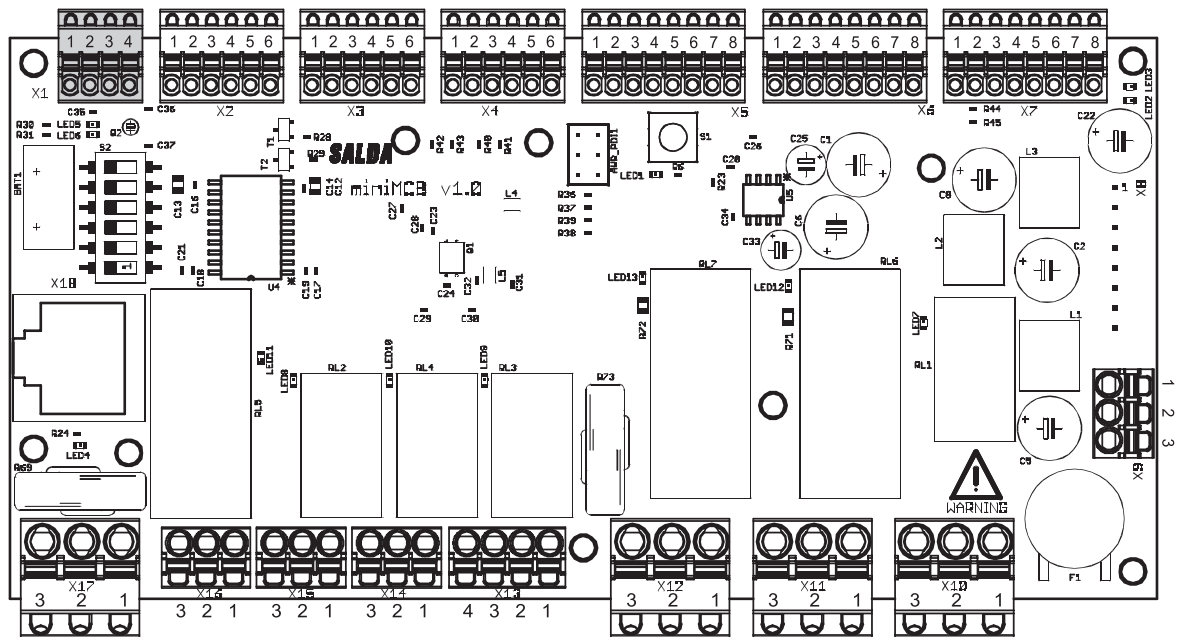 1 2 3 4
1 2 3 4 5 6
1 2 3 4 5 6
1 2 3 4 5 6
1 2 3 4 5 6 7 8
1 2 3 4 5 6 7 8
1 2 3 4 5 6 7 8
X1
X2
X3
X4
X5
X6
X7
LED3
LED2
C35
C36
R30
R31
LED5
LED6
Q2
C37
S2
BAT1
T1
T2
R28
R29
SALDA
miniMCB v1.0
R42
R43
R40
R41
AWR_PDI1
S1
R6
LED1
C26
C20
C25
C1
R44
R45
C22
C13
C16
C14
C12
C27
C28
C23
L4
R36
R37
R39
R38
R23
C34
U5
C6
C33
C8
L3
X8
1
L2
C2
C21
C18
U4
C19
C17
Q1
C24
C32
L5
C31
C29
C30
X18
1
LED13
RL7
R72
LED12
RL6
R71
LED7
RL1
L1
LED11
RL5
LED8
RL2
LED10
RL4
LED9
RL3
R73
1
2
3
X9
C9
R24
LED4
R69
WARNING
F1
X17
3 2 1
X16
3 2 1
X15
3 2 1
X14
3 2 1
X13
4 3 2 1
X12
3 2 1
X11
3 2 1
X10
3 2 1